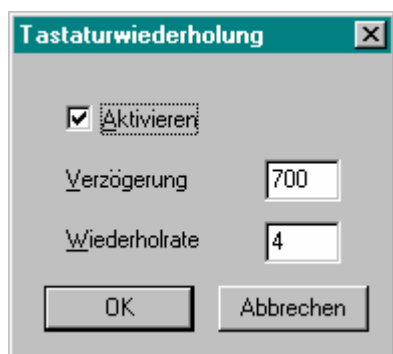 Tastaturwiederholung
Aktivieren
Verzögerung 700
Wiederholrate 4
OK Abbrechen